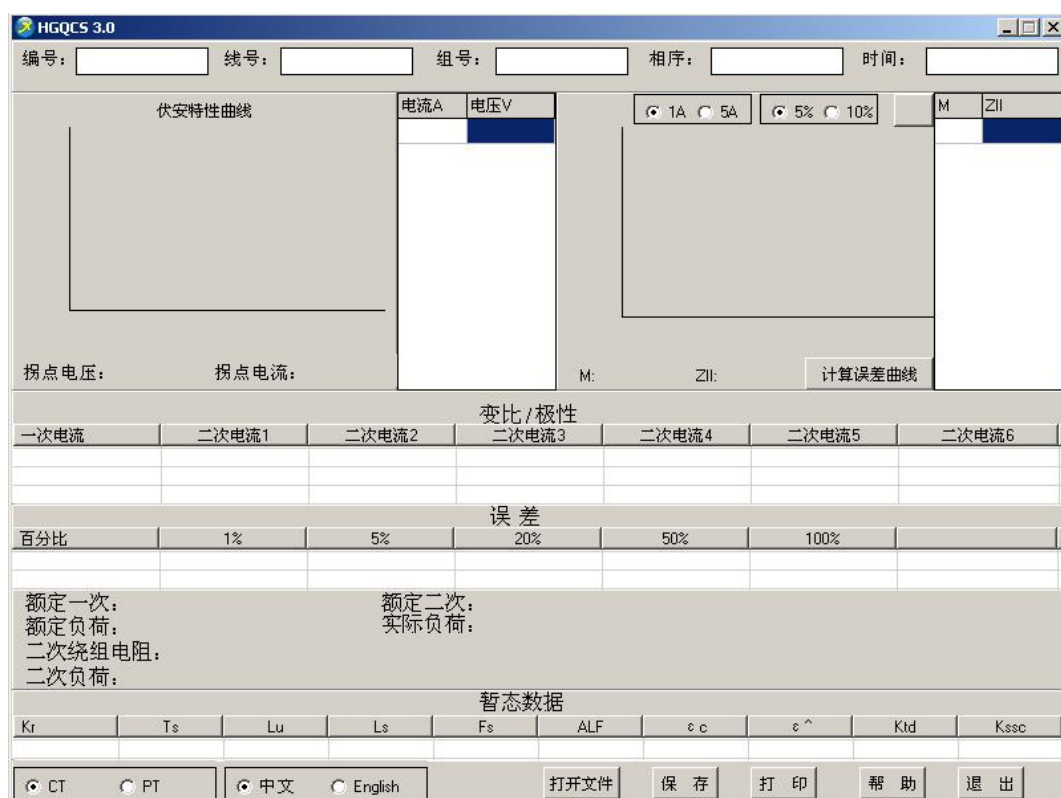 HGQCS 3.0
编号： 线号： 组号： 相序： 时间：
伏安特性曲线 电流A 电压V 1A 5A 5% 10% M ZII
拐点电压： 拐点电流： M: ZII: 计算误差曲线
变比/极性
一次电流 二次电流1 二次电流2 二次电流3 二次电流4 二次电流5 二次电流6
误 差
百分比 1% 5% 20% 50% 100%
额定一次： 额定二次：
额定负荷： 实际负荷：
二次绕组电阻：
二次负荷：
暂态数据
Kr Ts Lu Ls Fs ALF ε c ε ^ Ktd Kssc
CT PT 中文 English 打开文件 保 存 打 印 帮 助 退 出